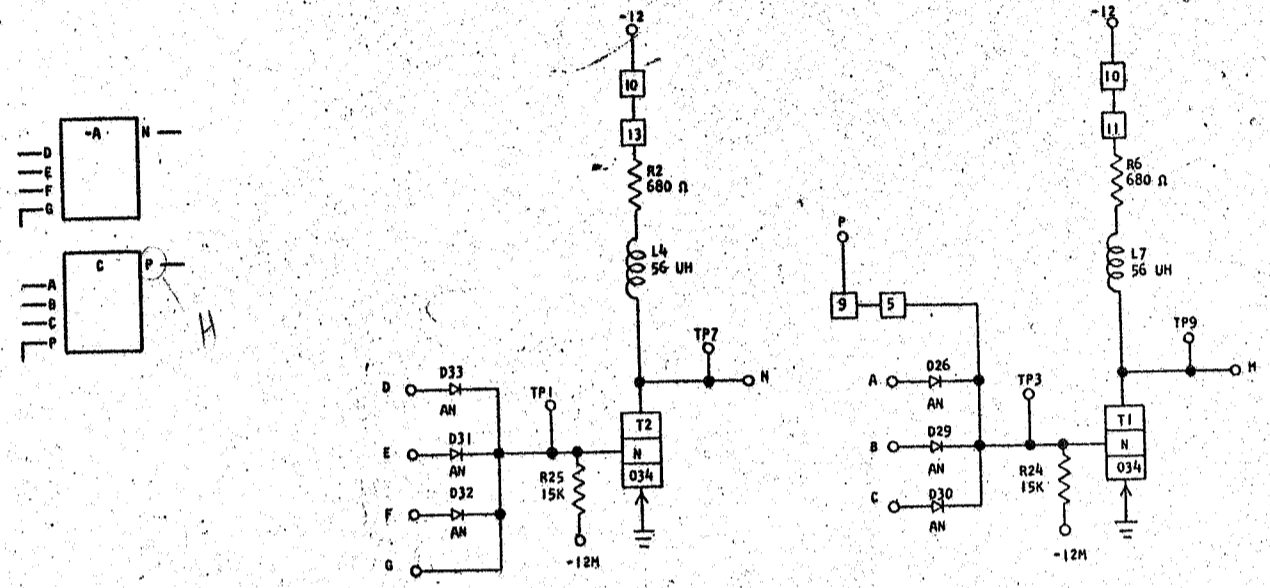 -A
N
D
E
F
G
C
P
A
B
C
P
H
-12
10
13
R2
680 Ω
L4
56 UH
TP7
N
D
D33
AN
E
D31
AN
F
D32
AN
G
TP1
R25
15K
-12M
T2
N
034
-12
10
11
R6
680 Ω
L7
56 UH
TP9
M
P
9
5
A
D26
AN
B
D29
AN
C
D30
AN
TP3
R24
15K
-12M
T1
N
034